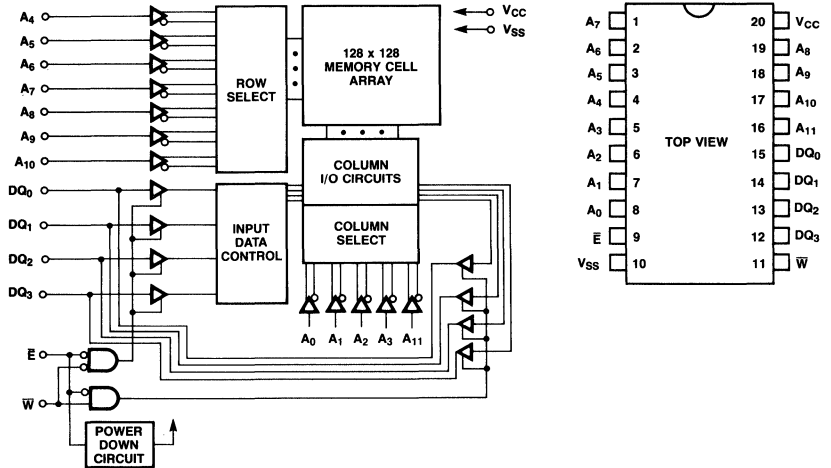 A4
A5
A6
A7
A8
A9
A10
ROW
SELECT
128 x 128
MEMORY CELL
ARRAY
VCC
VSS
DQ0
DQ1
DQ2
DQ3
INPUT
DATA
CONTROL
COLUMN
I/O CIRCUITS
COLUMN
SELECT
A0 A1 A2 A3 A11
E̅
W̅
POWER
DOWN
CIRCUIT
A7 1 20 VCC
A6 2 19 A8
A5 3 18 A9
A4 4 17 A10
A3 5 16 A11
TOP VIEW
A2 6 15 DQ0
A1 7 14 DQ1
A0 8 13 DQ2
E̅ 9 12 DQ3
VSS 10 11 W̅